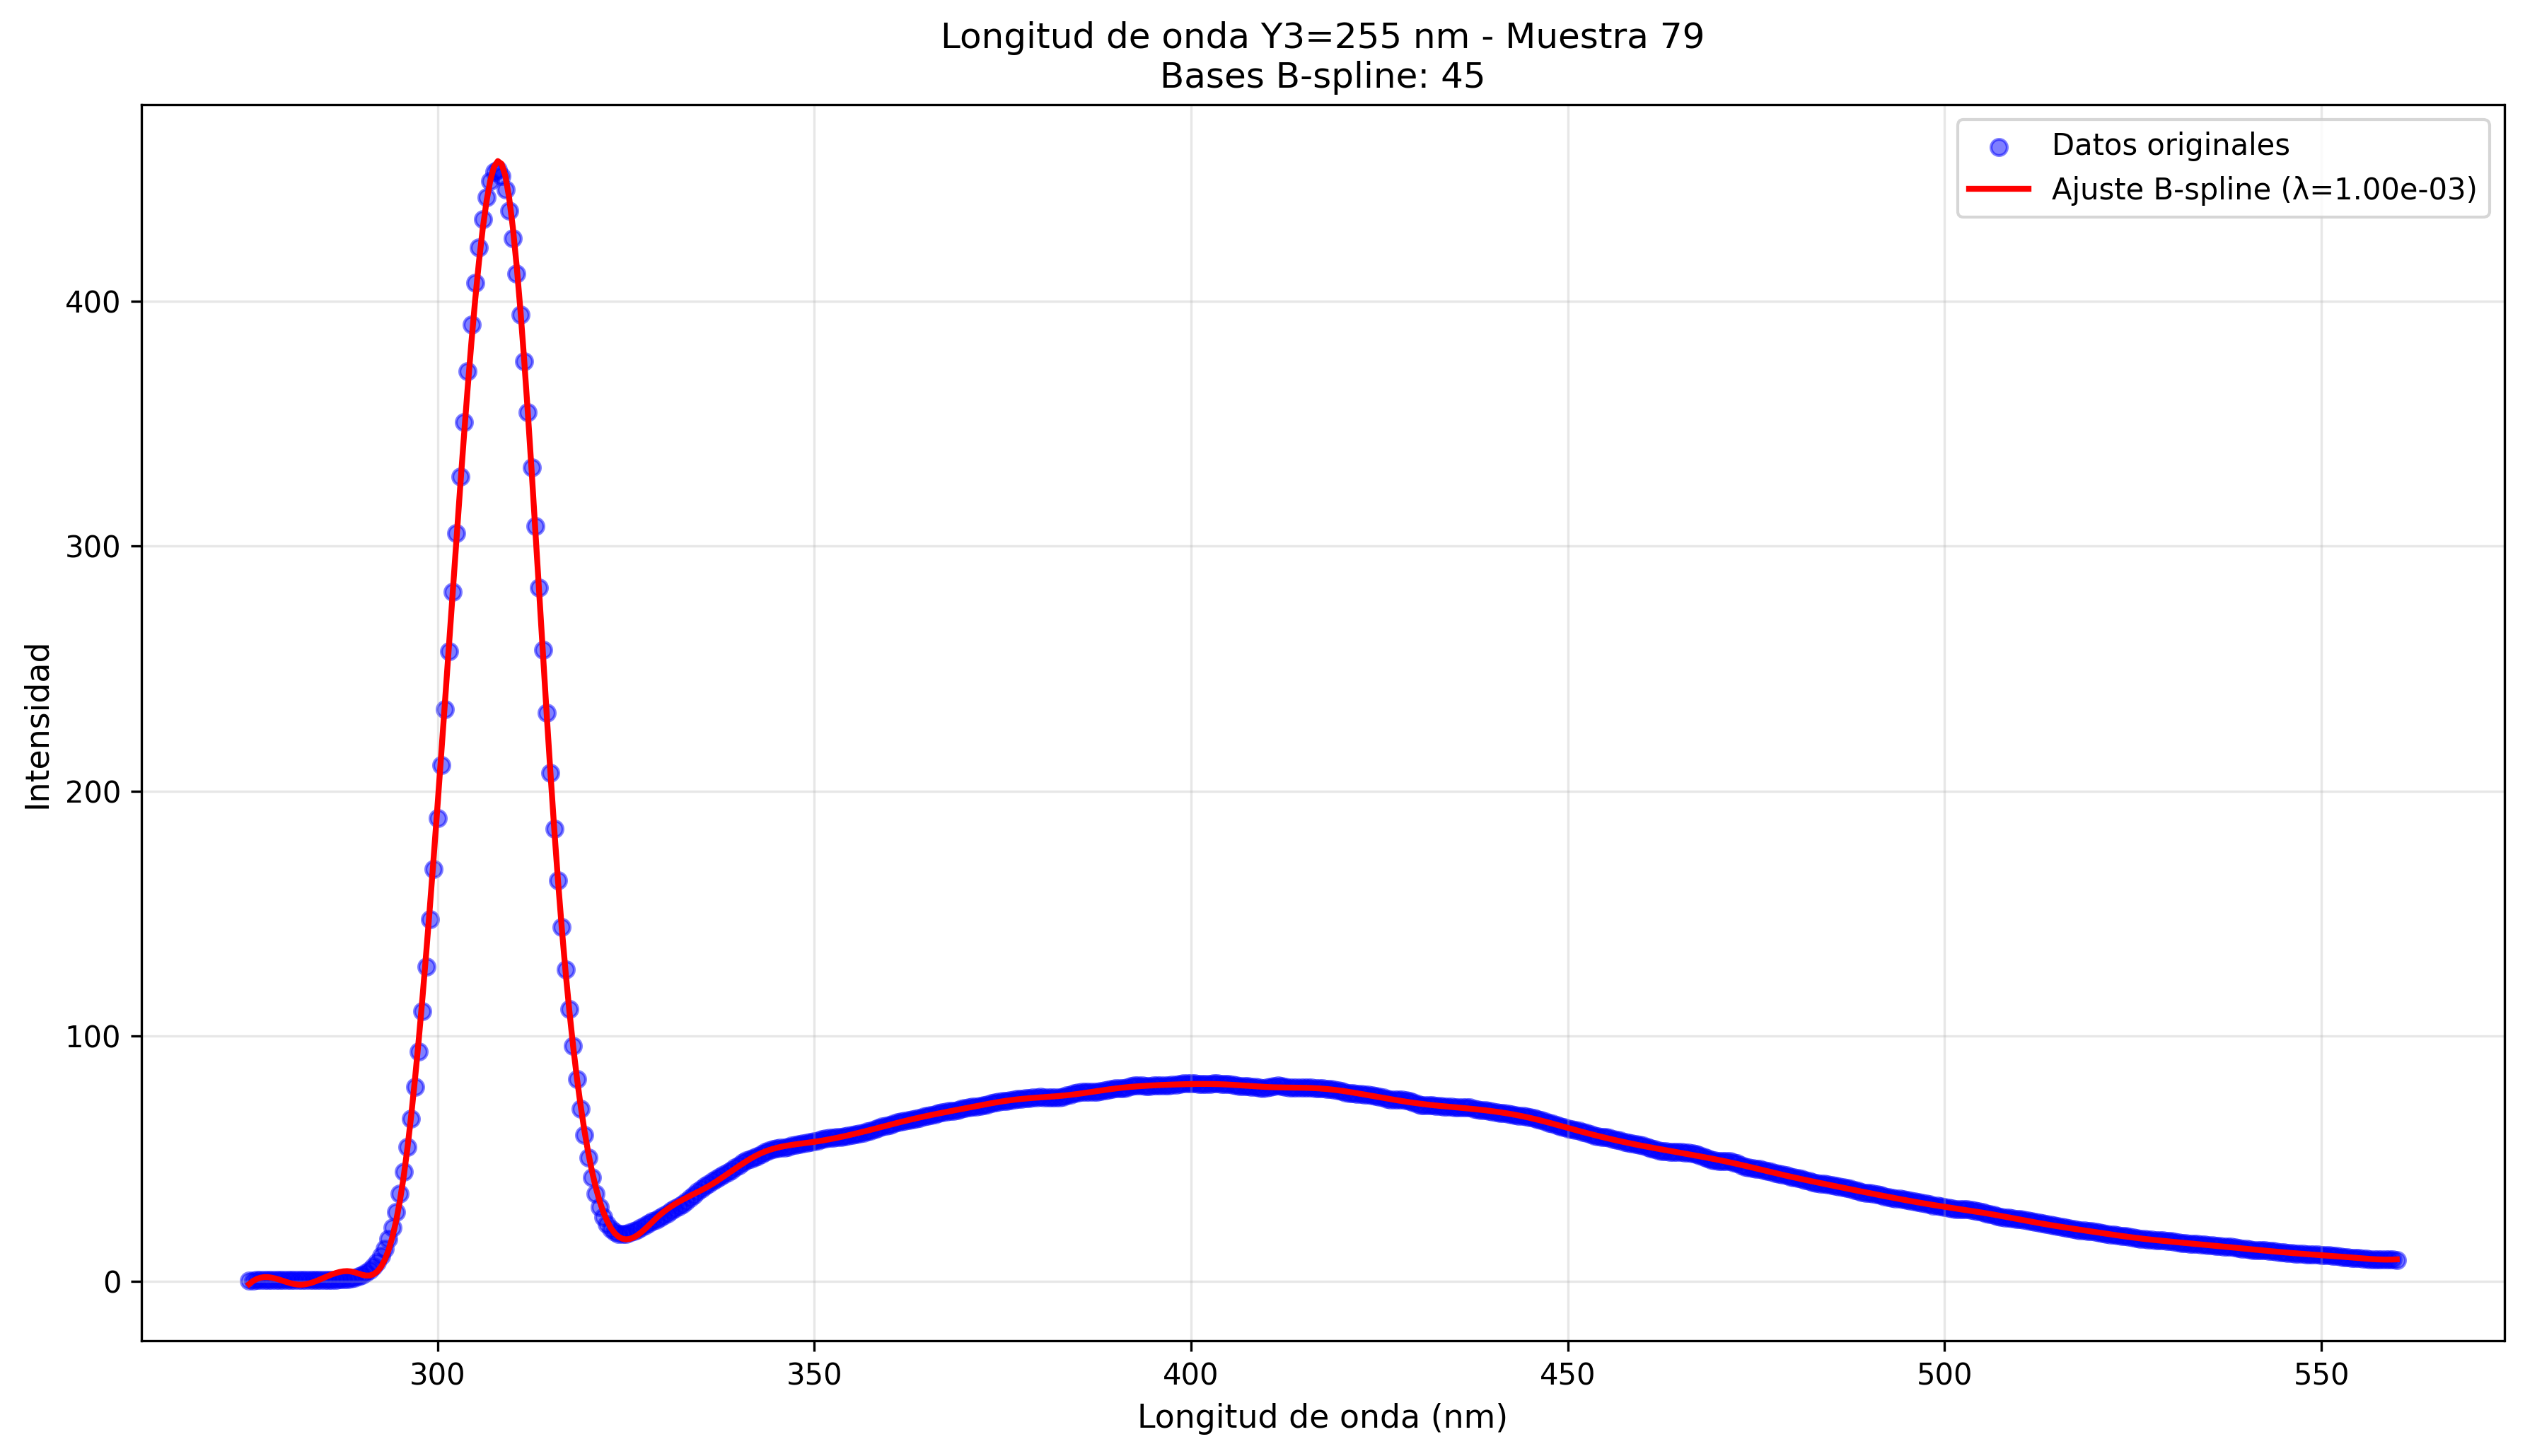 Longitud de onda Y3=255 nm - Muestra 79
Bases B-spline: 45
Datos originales
Ajuste B-spline (λ=1.00e-03)
Intensidad
400
300
200
100
0
300 350 400 450 500 550
Longitud de onda (nm)